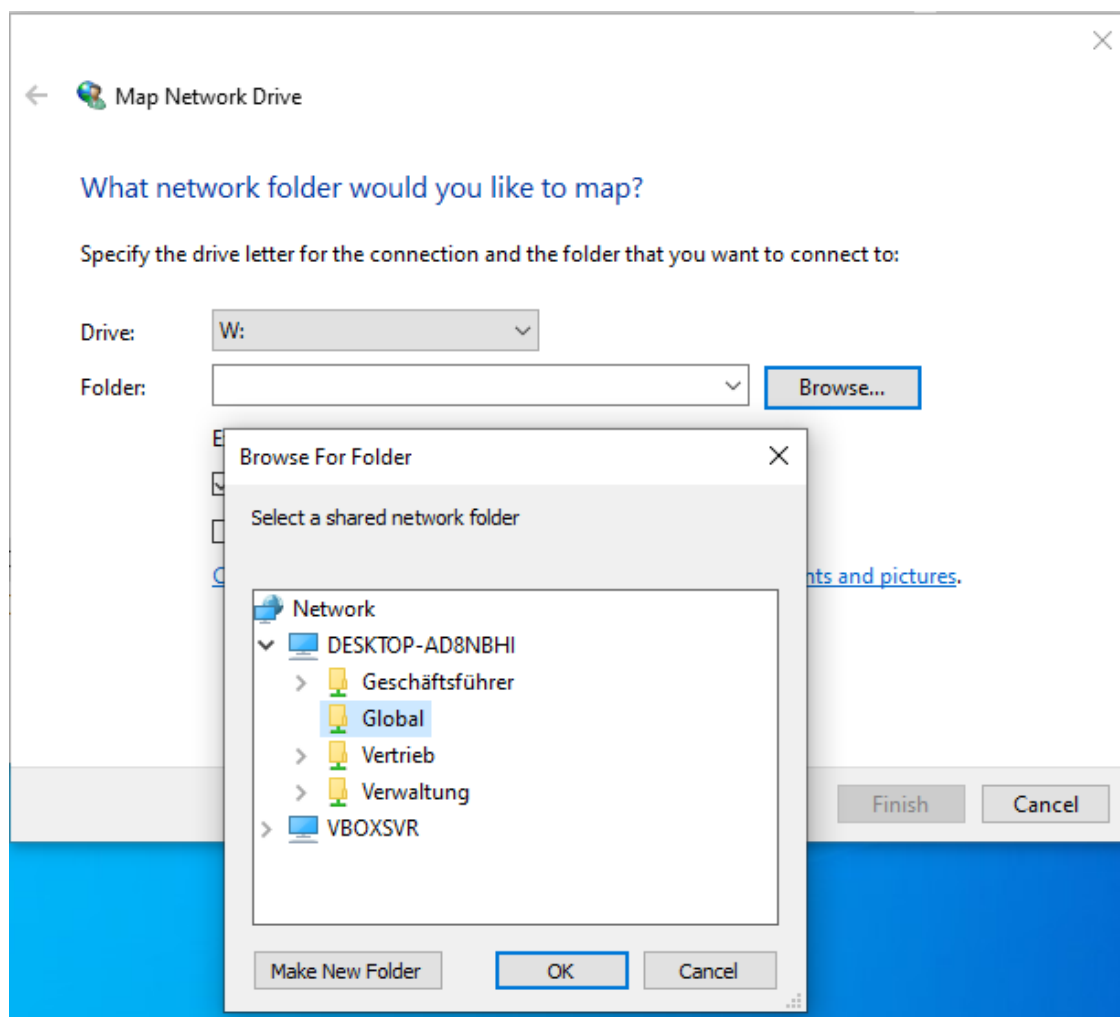 Map Network Drive
What network folder would you like to map?
Specify the drive letter for the connection and the folder that you want to connect to:
Drive: W:
Folder: Browse...
Browse For Folder
Select a shared network folder
nts and pictures.
Network
DESKTOP-AD8NBHI
Geschäftsführer
Global
Vertrieb
Verwaltung
VBOXSVR
Finish Cancel
Make New Folder OK Cancel